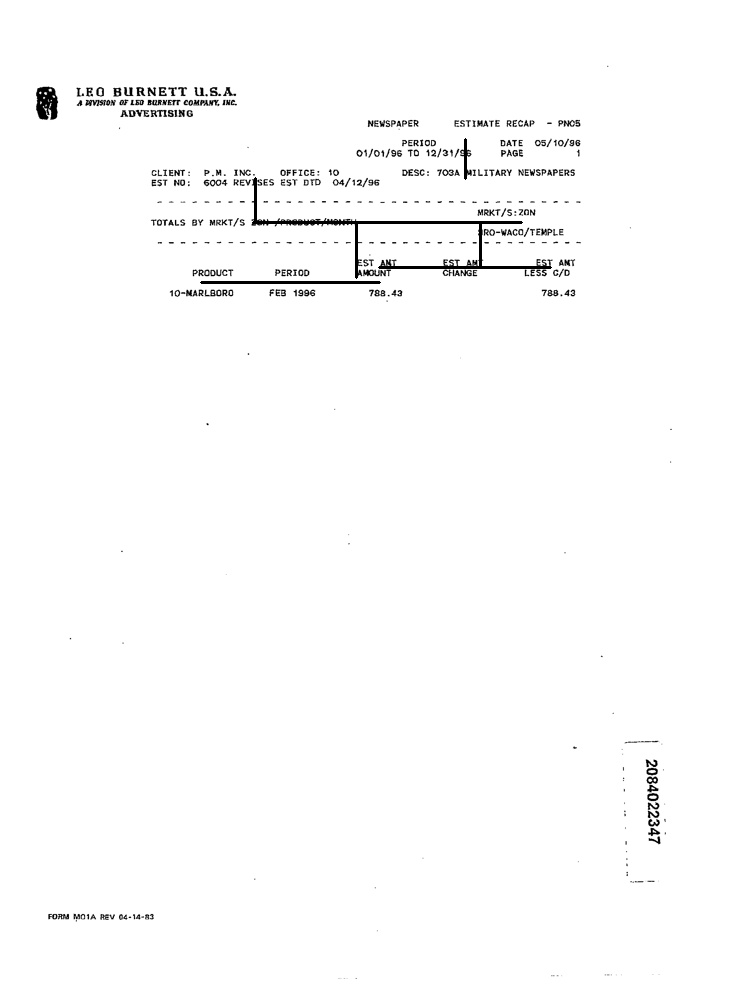 LEO BURNETT U.S.A.
A DIVISION OF LEO BURNETT COMPANY, INC.
ADVERTISING
NEWSPAPER ESTIMATE RECAP - PNO5
PERIOD DATE 05/10/96
01/01/96 TO 12/31/96 PAGE 1
CLIENT: P.M. INC. OFFICE: 10 DESC: 703A MILITARY NEWSPAPERS
EST NO: 6004 REVISES EST DTD 04/12/96
MRKT/S:ZON
TOTALS BY MRKT/S ZON /PRODUCT/MONTH
RO-WACO/TEMPLE
EST AMT EST AMT EST AMT
PRODUCT PERIOD AMOUNT CHANGE LESS C/D
10-MARLBORO FEB 1996 788.43 788.43
2084022347
FORM M01A REV 04-14-83